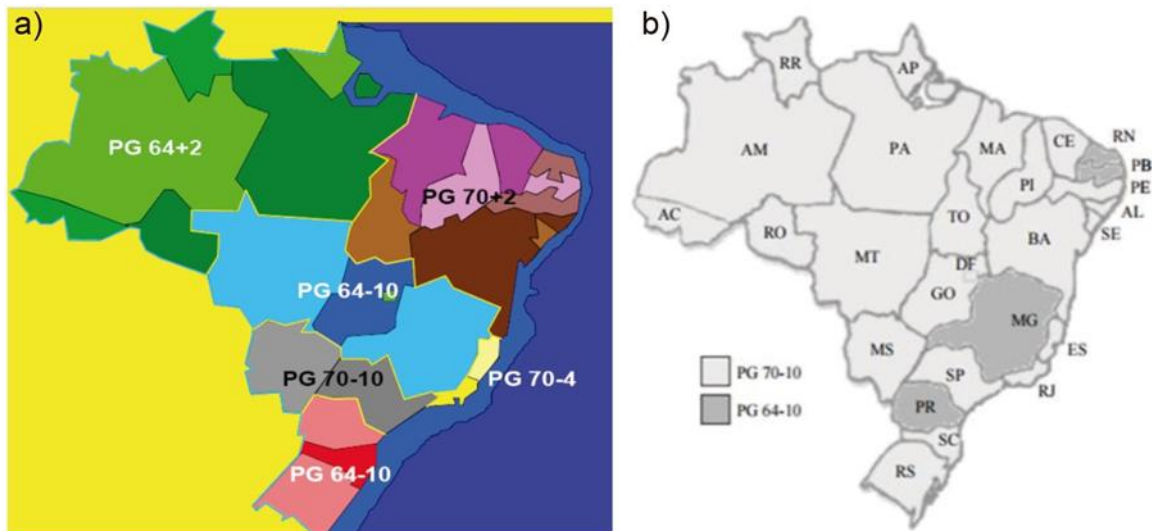 a)
PG 64+2
PG 70+2
PG 64-10
PG 70-10
PG 70-4
PG 64-10
b)
RR
AP
AM
PA
MA
CE
RN
PB
PI
PE
AC
TO
AL
RO
BA
SE
MT
DF
GO
MG
MS
ES
PG 70-10
SP
RJ
PG 64-10
PR
SC
RS